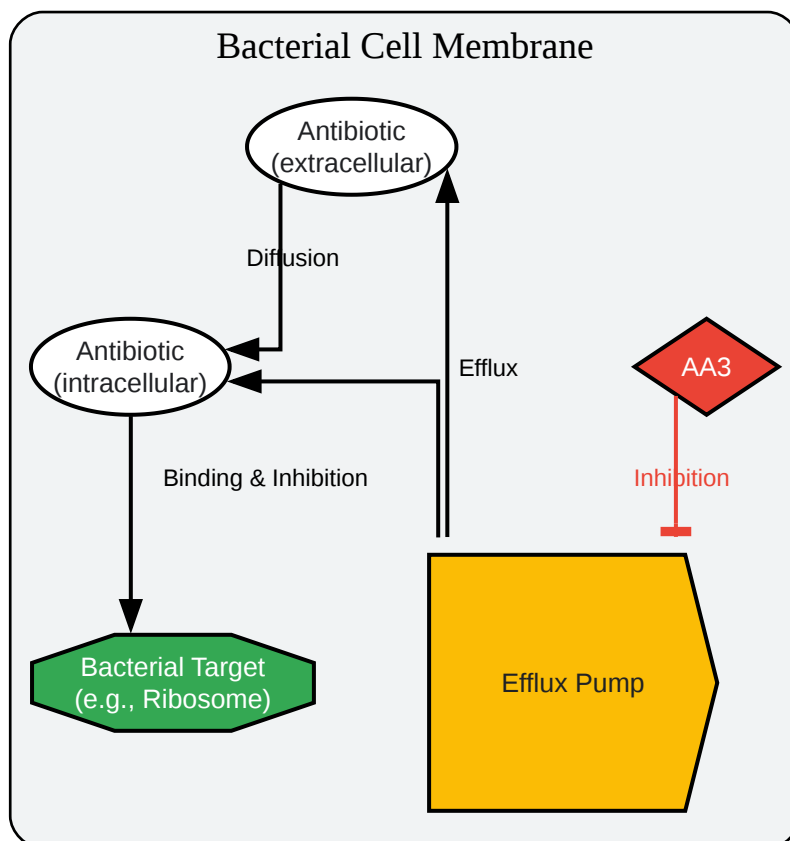 Bacterial Cell Membrane
Antibiotic
(extracellular)
Diffusion
Antibiotic
(intracellular)
Efflux
AA3
Binding & Inhibition
Inhibition
Bacterial Target
(e.g., Ribosome)
Efflux Pump